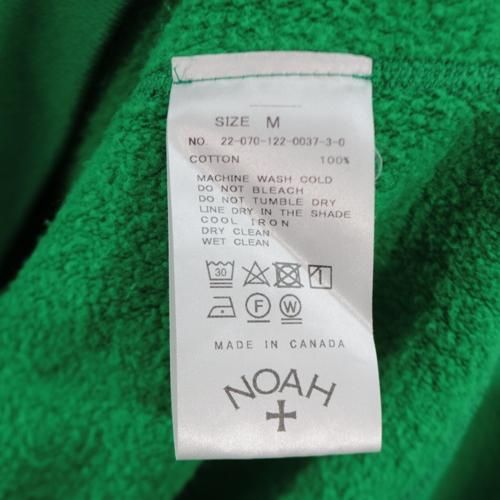 SIZE M
NO. 22-070-122-0037-3-0
COTTON 100%
MACHINE WASH COLD
DO NOT BLEACH
DO NOT TUMBLE DRY
LINE DRY IN THE SHADE
COOL IRON
DRY CLEAN
WET CLEAN
30
F W
MADE IN CANADA
NOAH